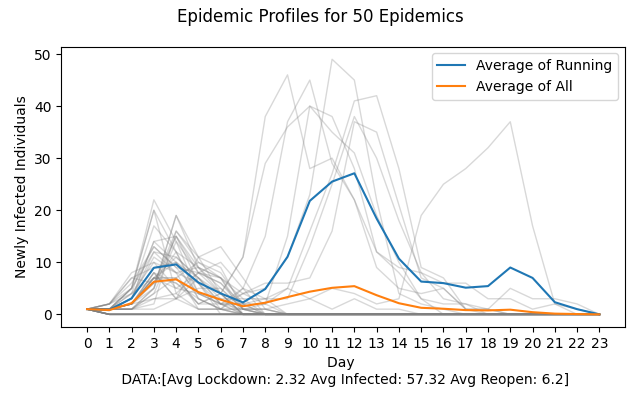 Epidemic Profiles for 50 Epidemics
Newly Infected Individuals
50
40
30
20
10
0
Average of Running
Average of All
0 1 2 3 4 5 6 7 8 9 10 11 12 13 14 15 16 17 18 19 20 21 22 23
Day
DATA:[Avg Lockdown: 2.32 Avg Infected: 57.32 Avg Reopen: 6.2]